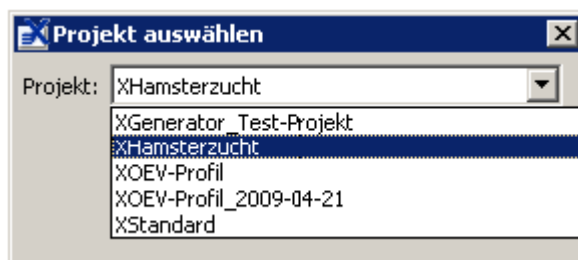 Projekt auswählen
Projekt: XHamsterzucht
XGenerator_Test-Projekt
XHamsterzucht
XOEV-Profil
XOEV-Profil_2009-04-21
XStandard